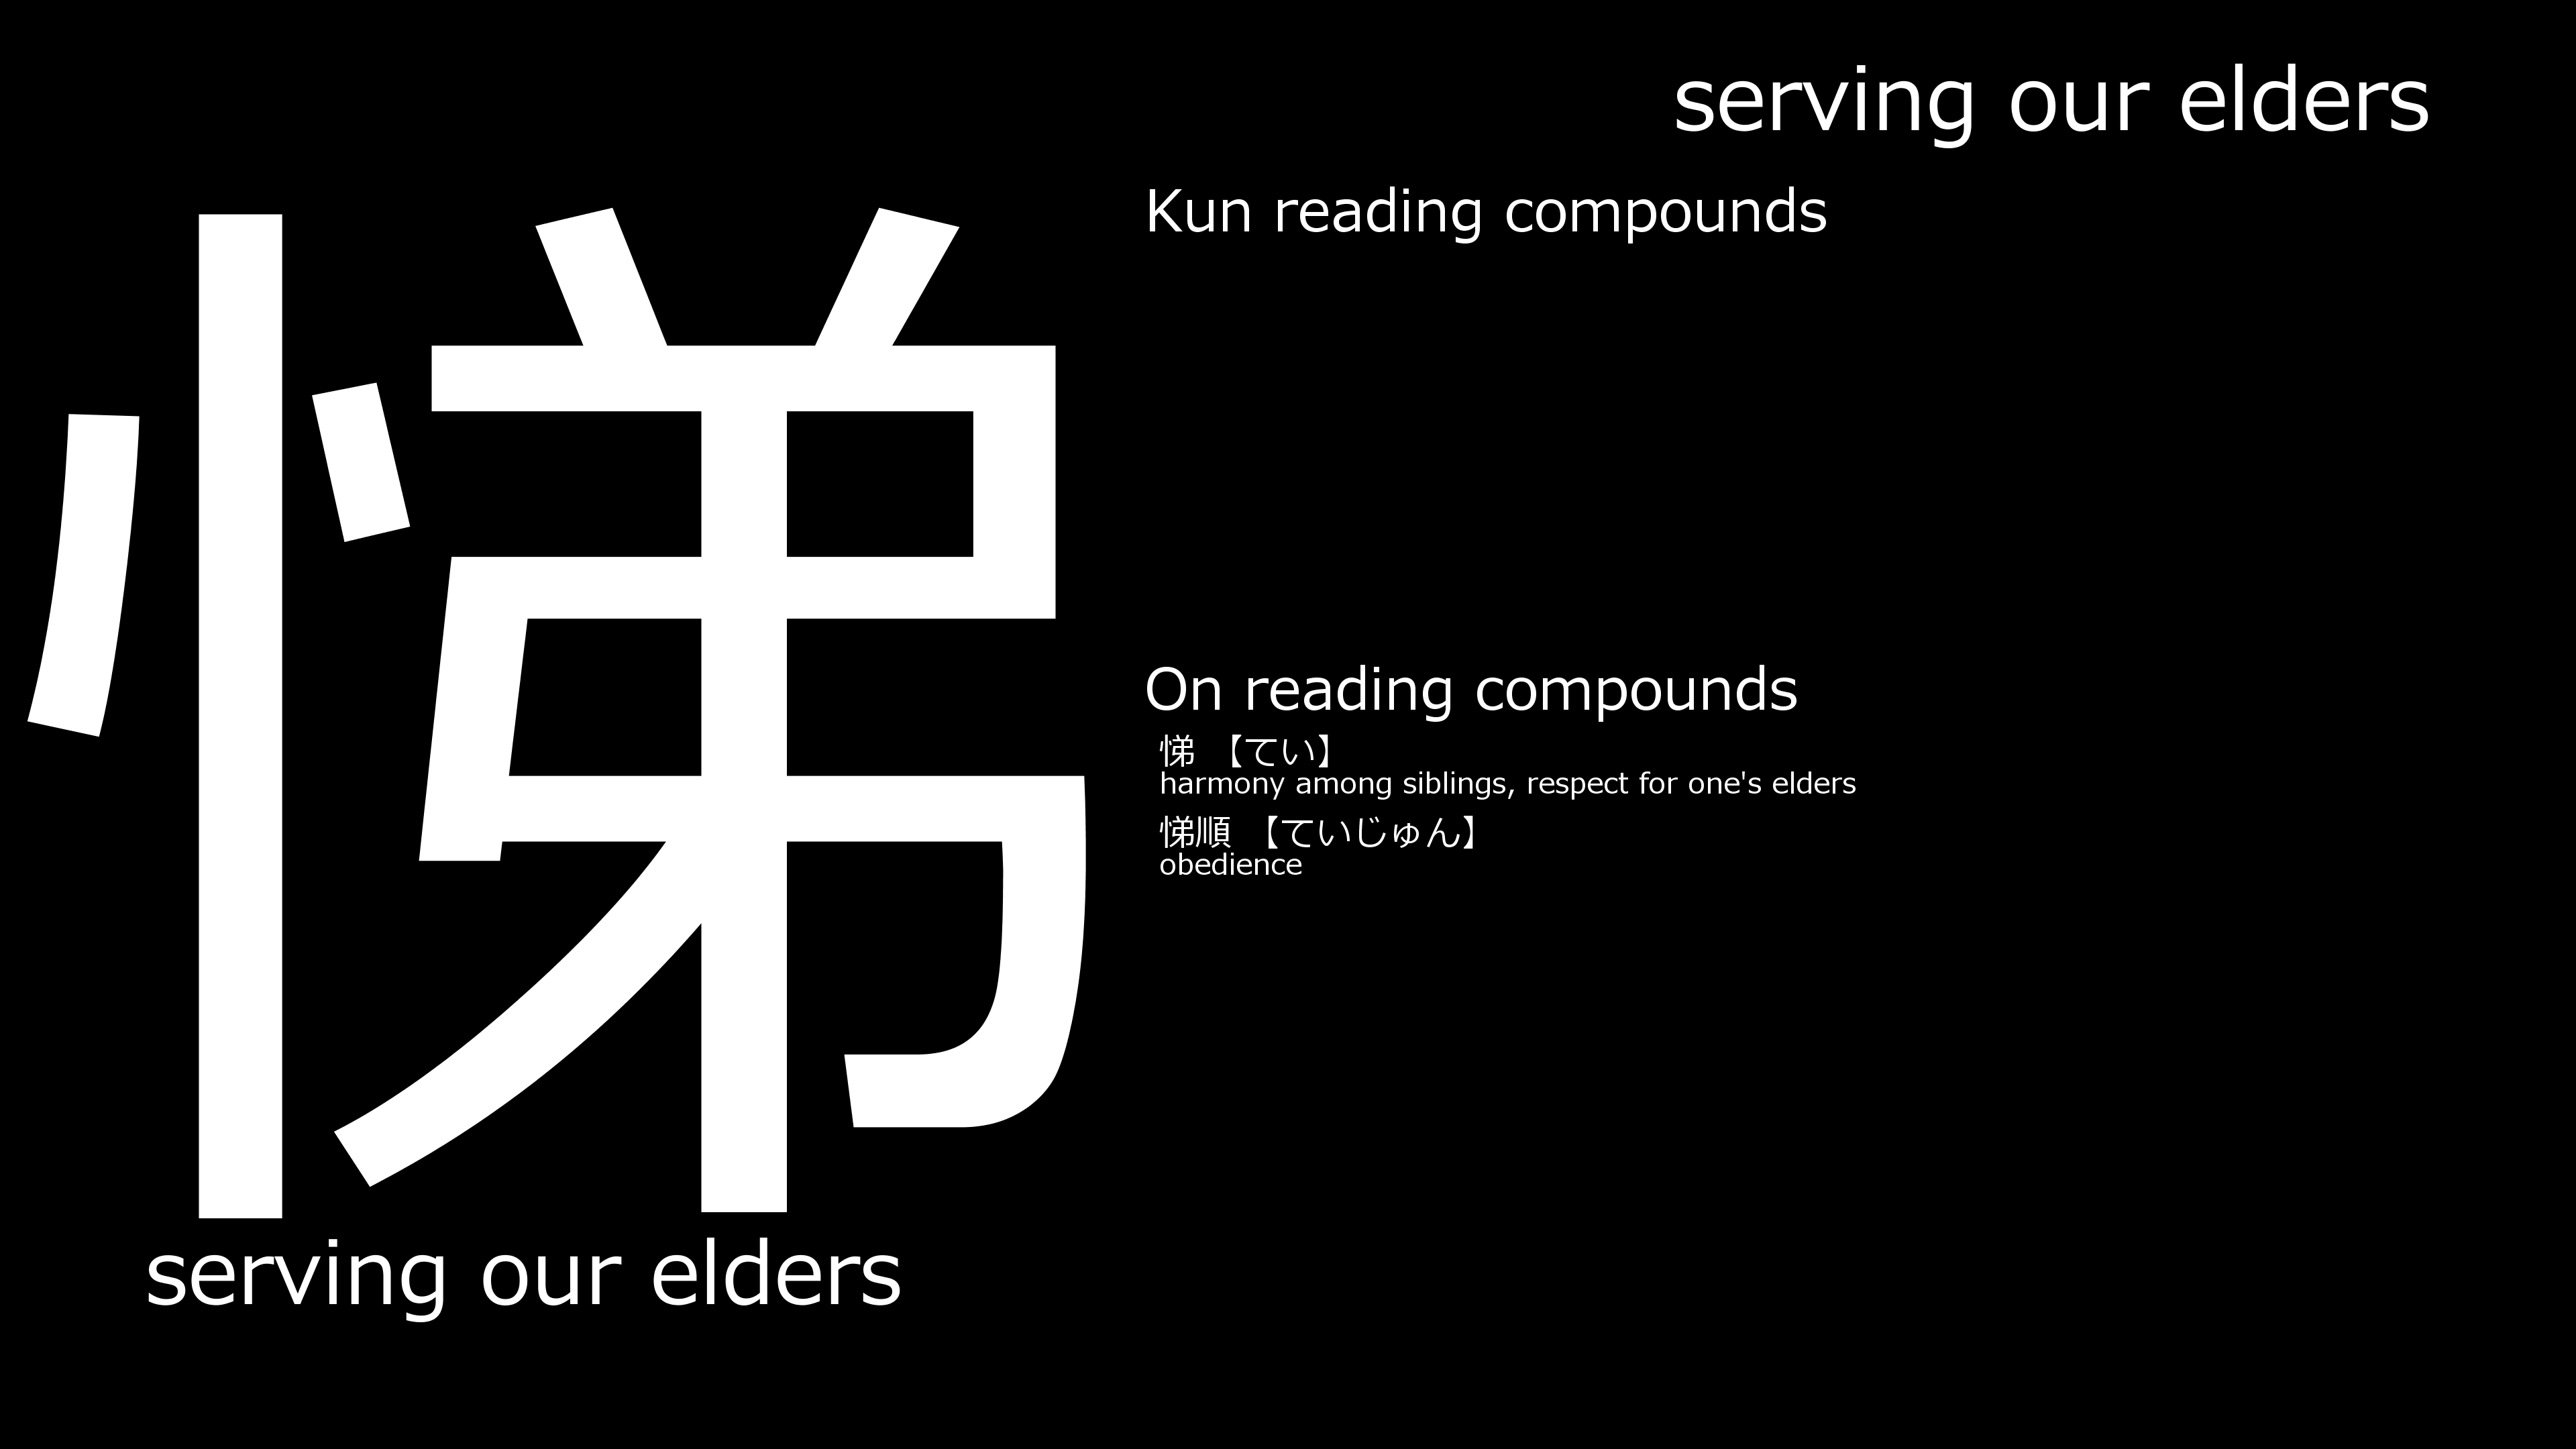 serving our elders
悌
serving our elders
Kun reading compounds
On reading compounds
悌 【てい】
harmony among siblings, respect for one's elders
悌順 【ていじゅん】
obedience